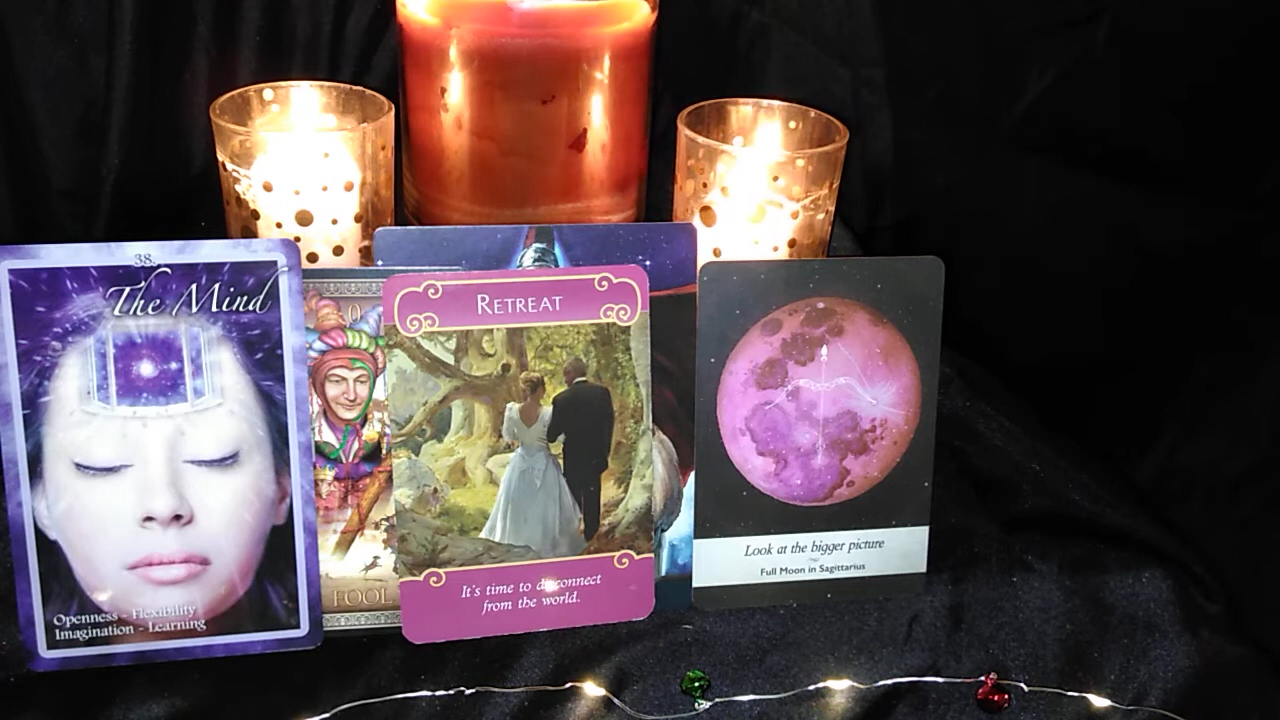 38.
The Mind
Openness - Flexibility
Imagination - Learning
0
FOOL
RETREAT
It's time to disconnect
from the world.
Look at the bigger picture
Full Moon in Sagittarius